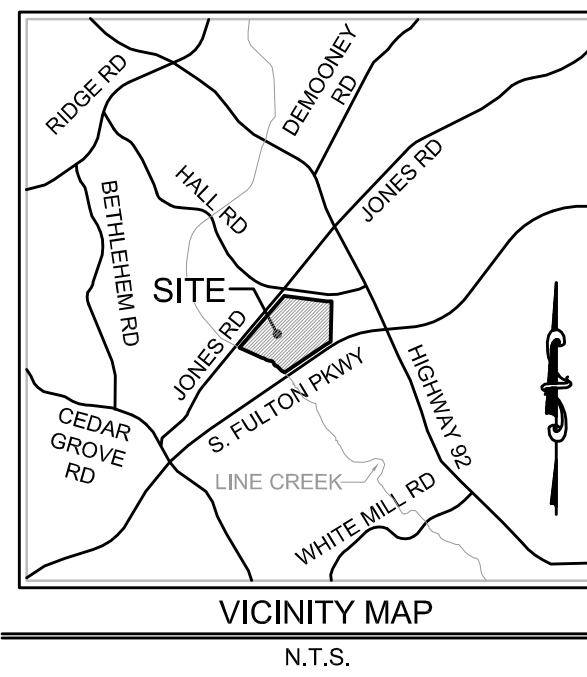 RIDGE RD
DEMOONEY
RD
JONES RD
HALL RD
BETHLEHEM RD
SITE
JONES RD
S. FULTON PKWY
HIGHWAY 92
CEDAR
GROVE
RD
LINE CREEK
WHITE MILL RD
VICINITY MAP
N.T.S.